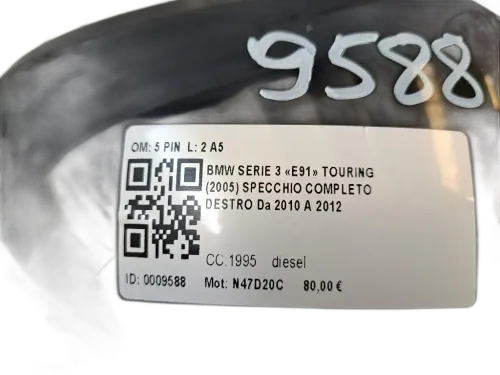 9588
OM: 5 PIN L: 2 A5
BMW SERIE 3 «E91» TOURING
(2005) SPECCHIO COMPLETO
DESTRO Da 2010 A 2012
CC.1995 diesel
ID: 0009588 Mot: N47D20C 80,00 €